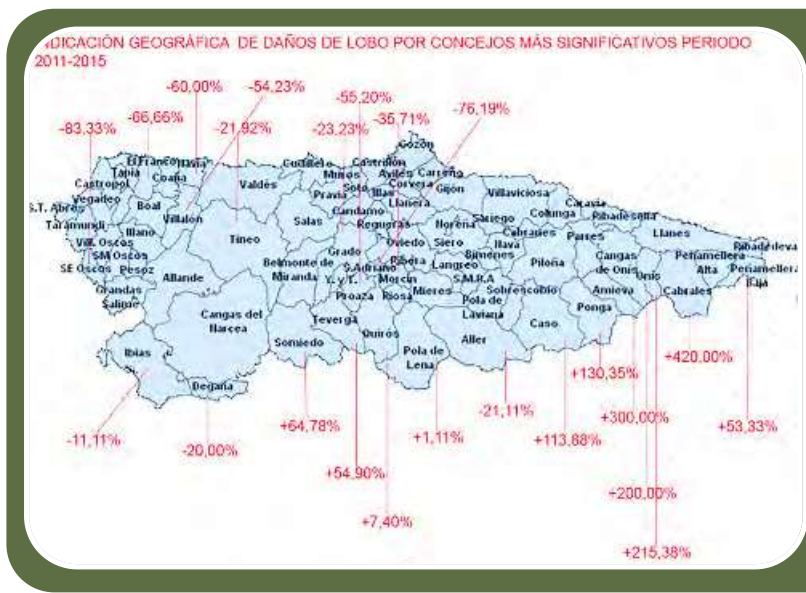 INDICACIÓN GEOGRÁFICA DE DAÑOS DE LOBO POR CONCEJOS MÁS SIGNIFICATIVOS PERIODO
2011-2015
-60,00%
-54,23%
-55,20%
-83,33%
-66,66%
-21,92%
-23,23%
-35,71%
-76,19%
Gozón
El Franco
Navia
Cudillero
Castrillón
Tapia
Coaña
Muros
Avilés
Carreño
Castropol
Valdés
Soto
Illas
Corvera
Gijón
Vegadeo
Pravia
Llanera
Villaviciosa
S.T. Abres
Boal
Villalón
Salas
Candamo
Caravia
Taramundi
Illano
Regueras
Noreña
Sariego
Colunga
Ribadesella
Tineo
Grado
Oviedo
Siero
Cabranes
Parres
Llanes
Vill. Oscos
Nava
Ribadedeva
SM Oscos
Belmonte de
Miranda
S.Adriano
Ribera
Bimenes
Cangas
de Onís
Peñamellera
Alta
SE Oscos
Pesoz
Allande
Y. y T.
Morcín
Langreo
Piloña
Onís
Peñamellera
Baja
Grandas
Salime
Proaza
Riosa
Mieres
S.M.R.A
Sobrescobio
Amieva
Cabrales
Cangas del
Narcea
Teverga
Quirós
Pola de
Laviana
Caso
Ponga
Ibias
Somiedo
Pola de
Lena
Aller
Degaña
+420,00%
+130,35%
-11,11%
-20,00%
+64,78%
+1,11%
-21,11%
+113,88%
+300,00%
+53,33%
+54,90%
+200,00%
+7,40%
+215,38%